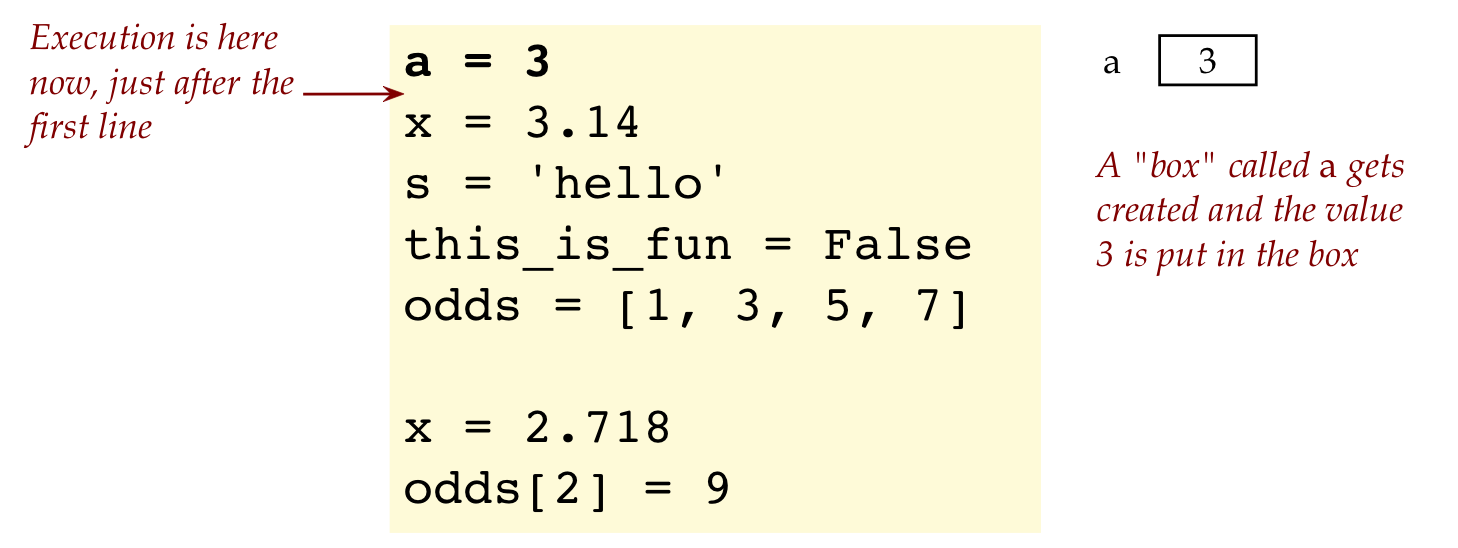 Execution is here
now, just after the
first line
a = 3
x = 3.14
s = 'hello'
this_is_fun = False
odds = [1, 3, 5, 7]
x = 2.718
odds[2] = 9
a 3
A "box" called a gets
created and the value
3 is put in the box